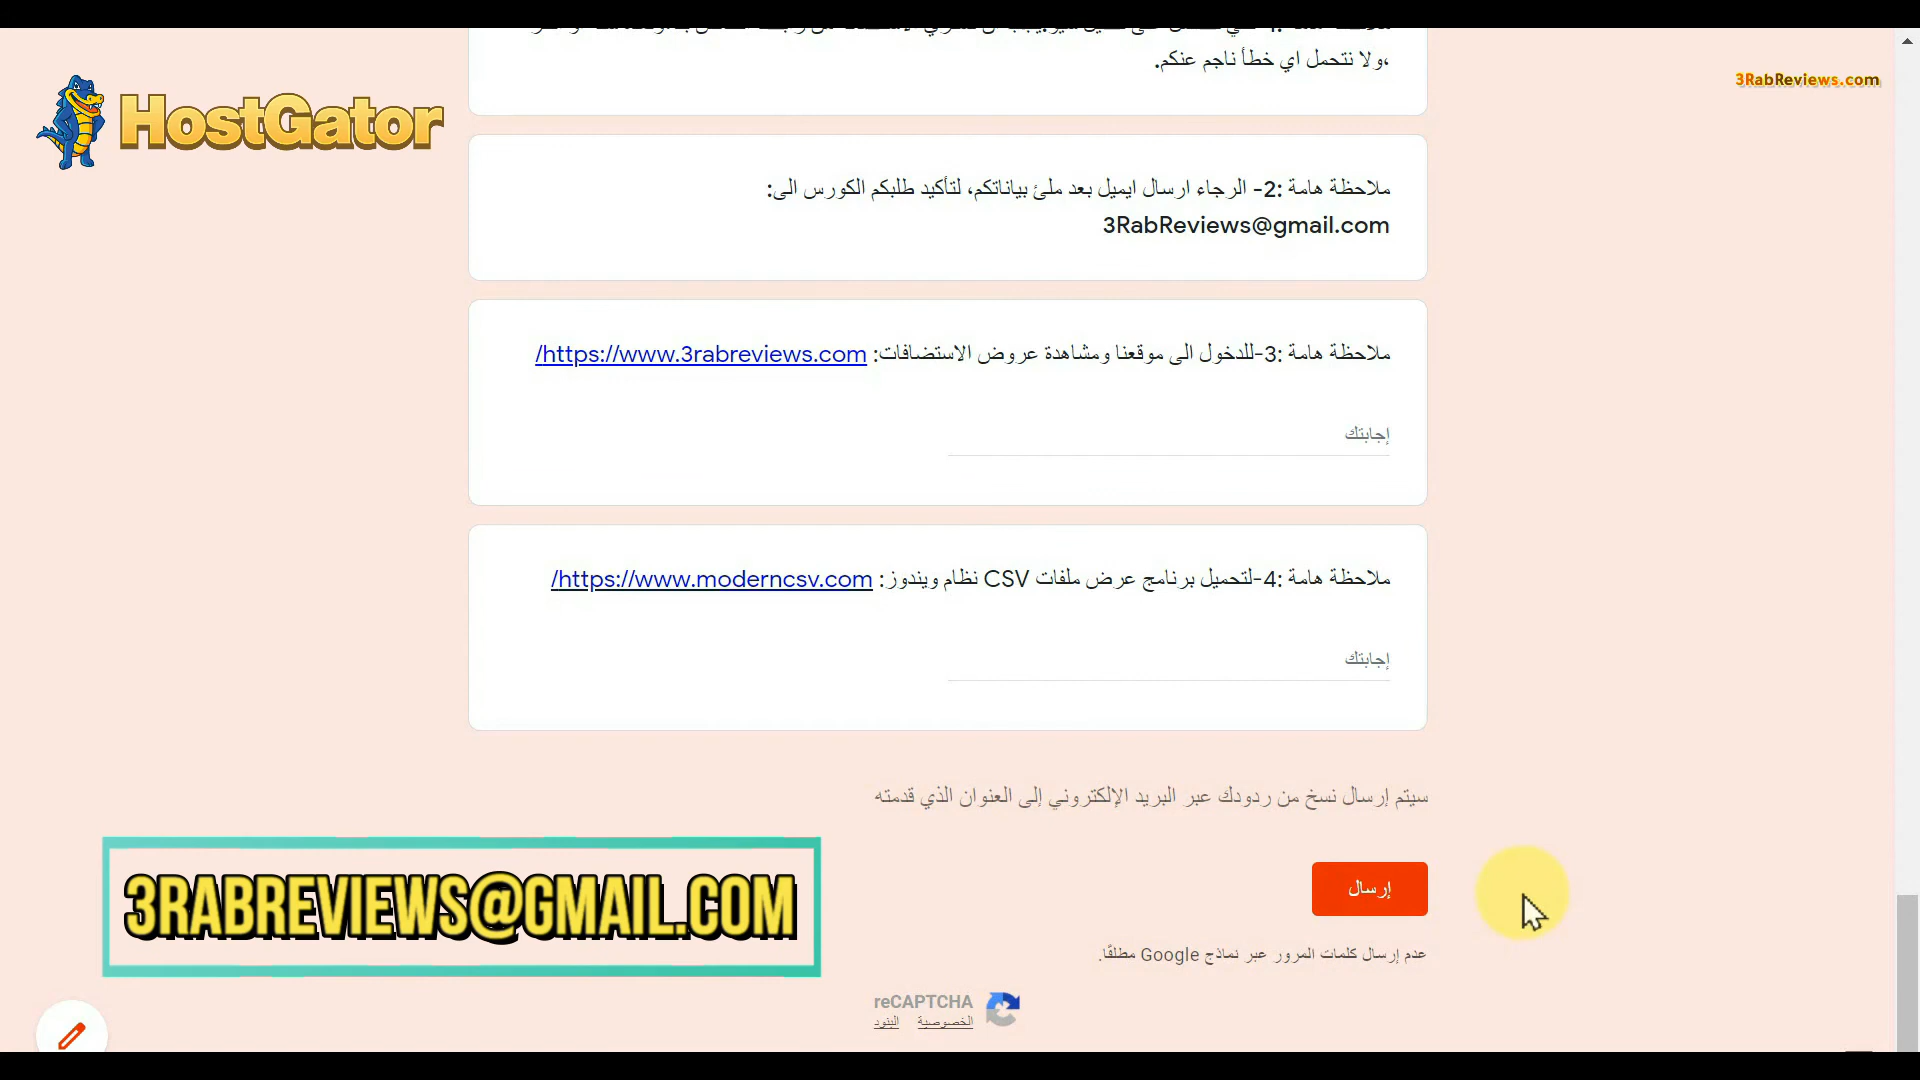 HostGator
3RabReviews.com
،ولا نتحمل اي خطأ ناجم عنكم.
ملاحظة هامة :2- الرجاء ارسال ايميل بعد ملئ بياناتكم، لتأكيد طلبكم الكورس الى:
3RabReviews@gmail.com
ملاحظة هامة :3-للدخول الى موقعنا ومشاهدة عروض الاستضافات: https://www.3rabreviews.com/
إجابتك
ملاحظة هامة :4-لتحميل برنامج عرض ملفات CSV نظام ويندوز: https://www.moderncsv.com/
إجابتك
سيتم إرسال نسخ من ردودك عبر البريد الإلكتروني إلى العنوان الذي قدمته
3RABREVIEWS@GMAIL.COM
إرسال
عدم إرسال كلمات المرور عبر نماذج Google مطلقًا.
reCAPTCHA
الخصوصية البنود